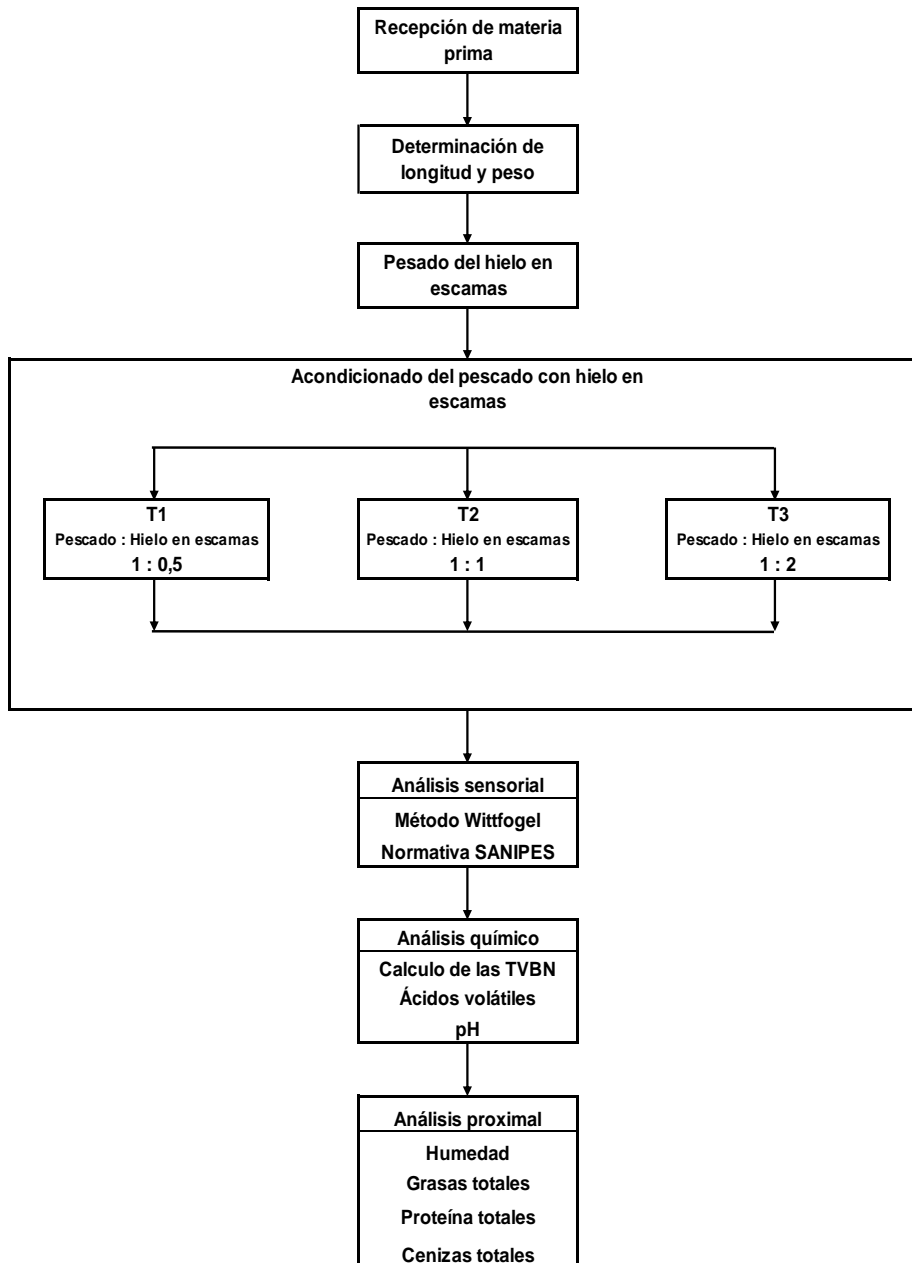 Recepción de materia
prima
Determinación de
longitud y peso
Pesado del hielo en
escamas
Acondicionado del pescado con hielo en
escamas
T1
Pescado : Hielo en escamas
1 : 0,5
T2
Pescado : Hielo en escamas
1 : 1
T3
Pescado : Hielo en escamas
1 : 2
Análisis sensorial
Método Wittfogel
Normativa SANIPES
Análisis químico
Calculo de las TVBN
Ácidos volátiles
pH
Análisis proximal
Humedad
Grasas totales
Proteína totales
Cenizas totales